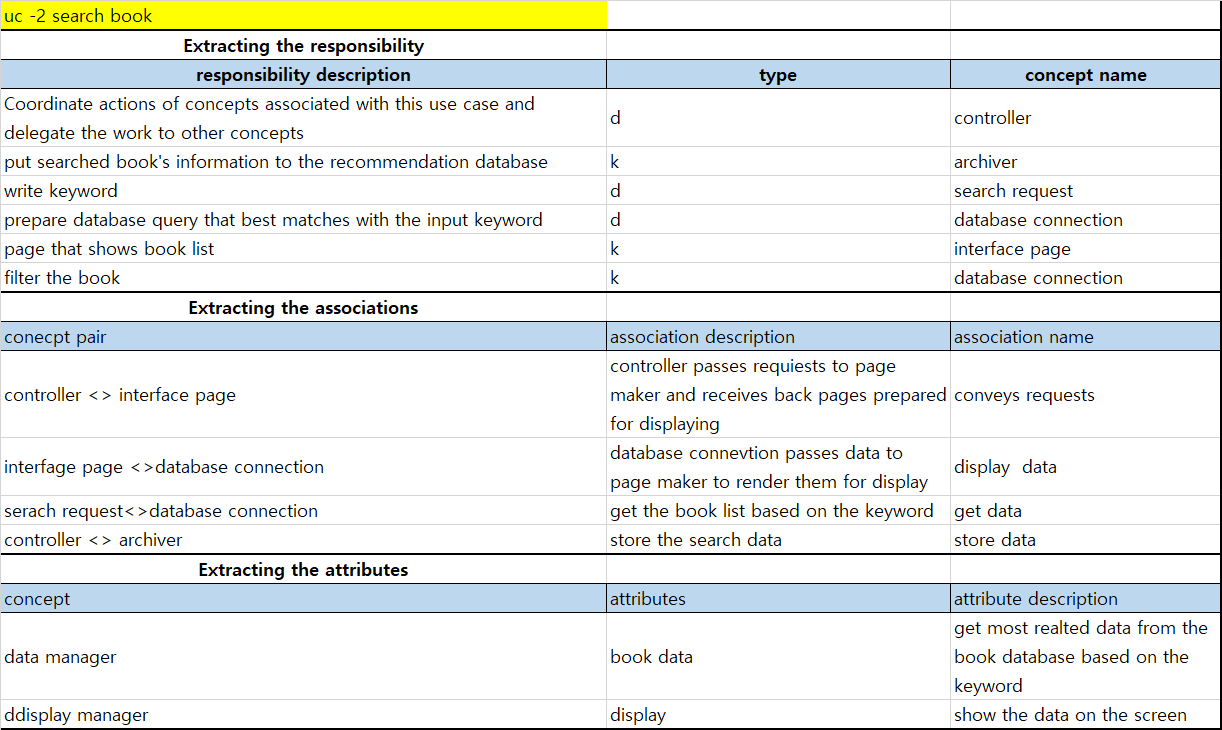 uc -2 search book
Extracting the responsibility
responsibility description type concept name
Coordinate actions of concepts associated with this use case and
delegate the work to other concepts
d
controller
put searched book's information to the recommendation database k archiver
write keyword d search request
prepare database query that best matches with the input keyword d database connection
page that shows book list k interface page
filter the book k database connection
Extracting the associations
conecpt pair association description association name
controller <> interface page
controller passes requiests to page
maker and receives back pages prepared
for displaying
conveys requests
interfage page <>database connection
database connevtion passes data to
page maker to render them for display
display data
serach request<>database connection get the book list based on the keyword get data
controller <> archiver store the search data store data
Extracting the attributes
concept attributes attribute description
data manager
book data
get most realted data from the
book database based on the
keyword
ddisplay manager display show the data on the screen